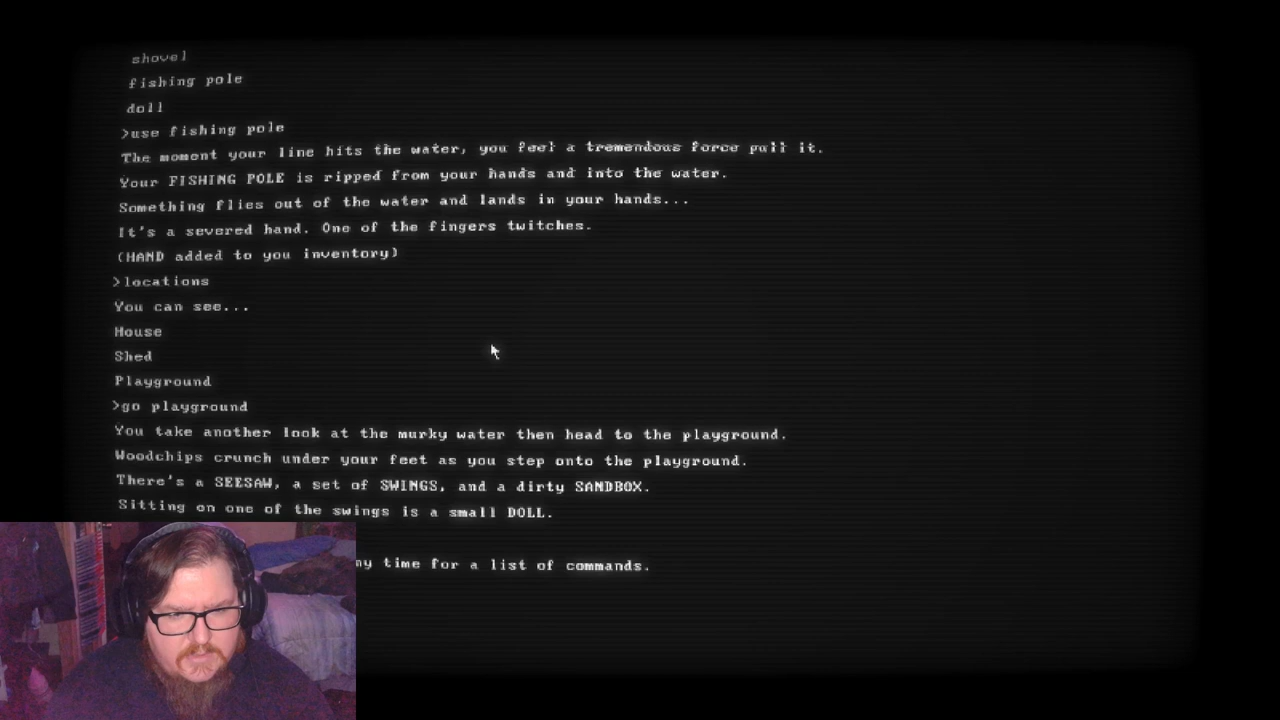 shovel
fishing pole
doll
>use fishing pole
The moment your line hits the water, you feel a tremendous force pull it.
Your FISHING POLE is ripped from your hands and into the water.
Something flies out of the water and lands in your hands...
It's a severed hand. One of the fingers twitches.
(HAND added to you inventory)
>locations
You can see...
House
Shed
Playground
>go playground
You take another look at the murky water then head to the playground.
Woodchips crunch under your feet as you step onto the playground.
There's a SEESAW, a set of SWINGS, and a dirty SANDBOX.
Sitting on one of the swings is a small DOLL.
time for a list of commands.